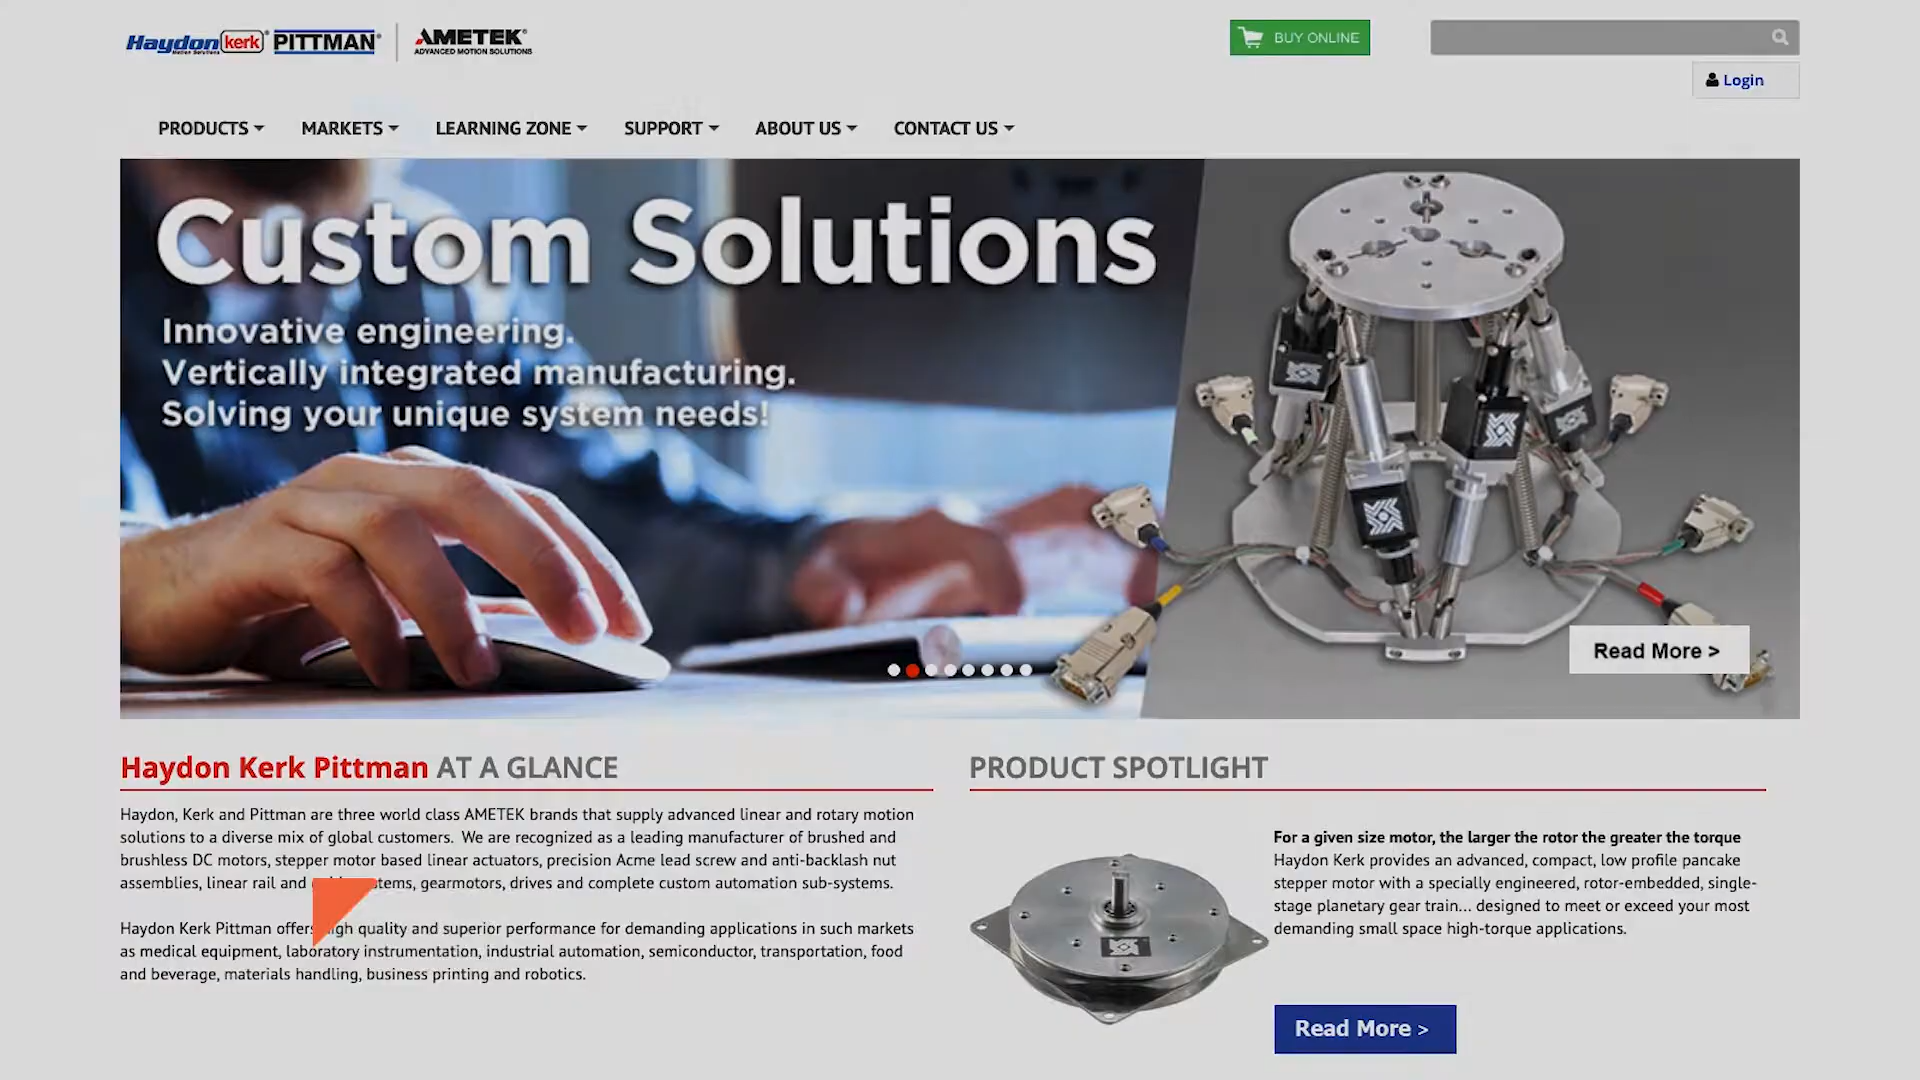 Haydon kerk PITTMAN AMETEK
Motion Solutions ADVANCED MOTION SOLUTIONS
BUY ONLINE
Login
PRODUCTS MARKETS LEARNING ZONE SUPPORT ABOUT US CONTACT US
Custom Solutions
Innovative engineering.
Vertically integrated manufacturing.
Solving your unique system needs!
Read More >
Haydon Kerk Pittman AT A GLANCE
Haydon, Kerk and Pittman are three world class AMETEK brands that supply advanced linear and rotary motion
solutions to a diverse mix of global customers. We are recognized as a leading manufacturer of brushed and
brushless DC motors, stepper motor based linear actuators, precision Acme lead screw and anti-backlash nut
assemblies, linear rail and gearmotors, drives and complete custom automation sub-systems.
Haydon Kerk Pittman offers high quality and superior performance for demanding applications in such markets
as medical equipment, laboratory instrumentation, industrial automation, semiconductor, transportation, food
and beverage, materials handling, business printing and robotics.
PRODUCT SPOTLIGHT
For a given size motor, the larger the rotor the greater the torque
Haydon Kerk provides an advanced, compact, low profile pancake
stepper motor with a specially engineered, rotor-embedded, single-
stage planetary gear train... designed to meet or exceed your most
demanding small space high-torque applications.
Read More >